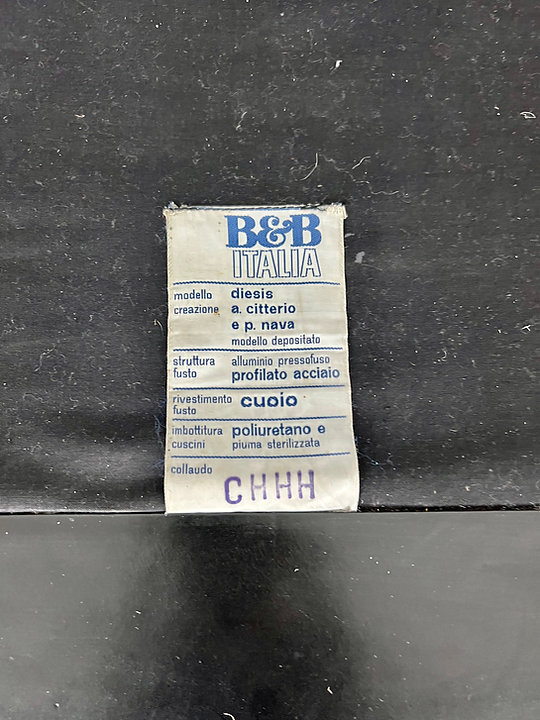 B&B
ITALIA
modello diesis
creazione a. citterio
e p. nava
modello depositato
struttura alluminio pressofuso
fusto profilato acciaio
rivestimento cuoio
fusto
imbottitura poliuretano e
cuscini piuma sterilizzata
collaudo
CHHH